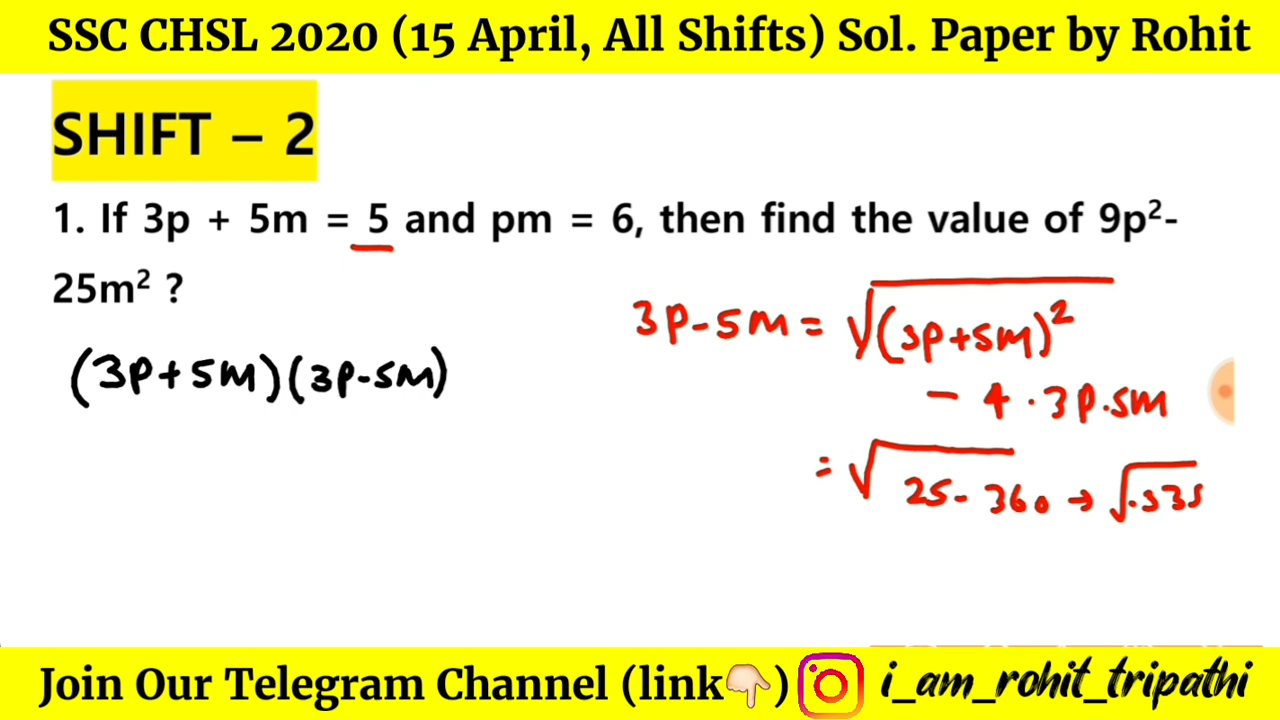 SSC CHSL 2020 (15 April, All Shifts) Sol. Paper by Rohit
SHIFT – 2
1. If 3p + 5m = 5 and pm = 6, then find the value of 9p²-
25m² ?
(3p+5m)(3p-5m)
3p-5m = √(3p+5m)²
- 4 · 3p.5m
= √25-360 → √-335
Join Our Telegram Channel (link👇🏻) i_am_rohit_tripathi